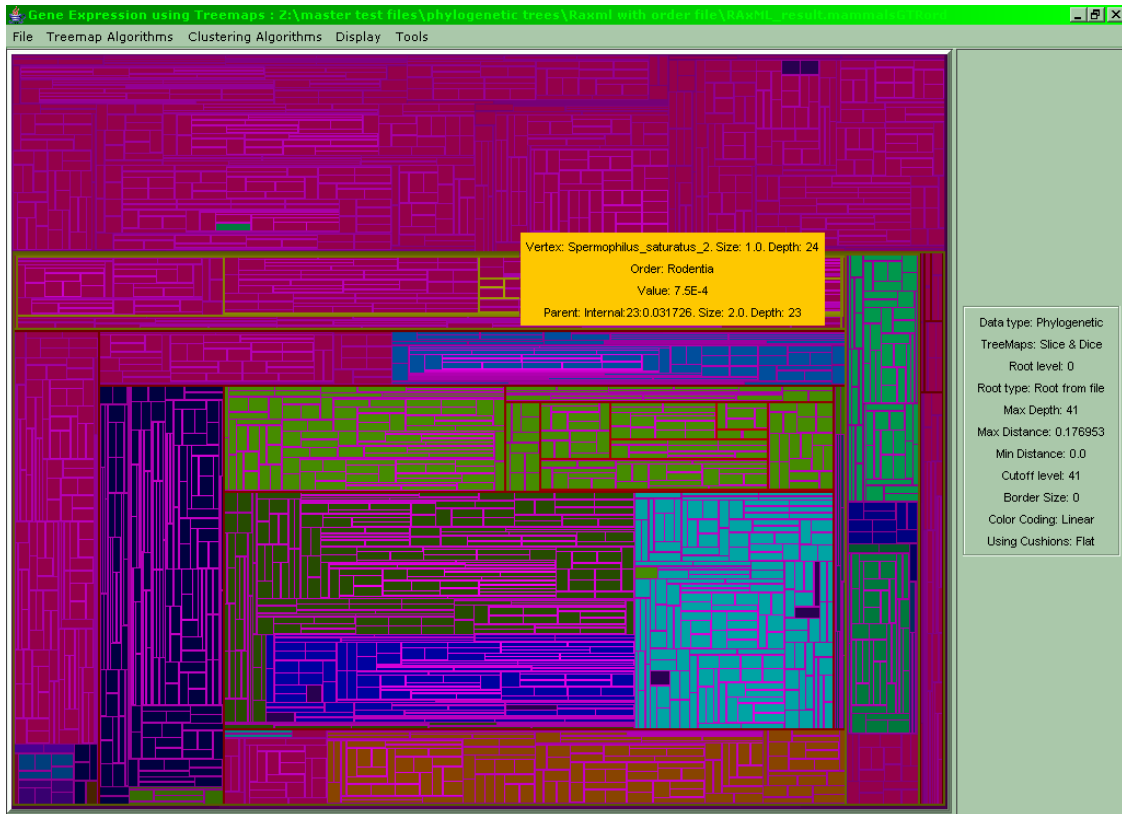 Gene Expression using Treemaps : Z:\master test files\phylogenetic trees\Raxml with order file\RAxML_result.mammalsGTRord
File Treemap Algorithms Clustering Algorithms Display Tools
Vertex: Spermophilus_saturatus_2. Size: 1.0. Depth: 24
Order: Rodentia
Value: 7.5E-4
Parent: Internal:23:0.031726. Size: 2.0. Depth: 23
Data type: Phylogenetic
TreeMaps: Slice & Dice
Root level: 0
Root type: Root from file
Max Depth: 41
Max Distance: 0.176953
Min Distance: 0.0
Cutoff level: 41
Border Size: 0
Color Coding: Linear
Using Cushions: Flat